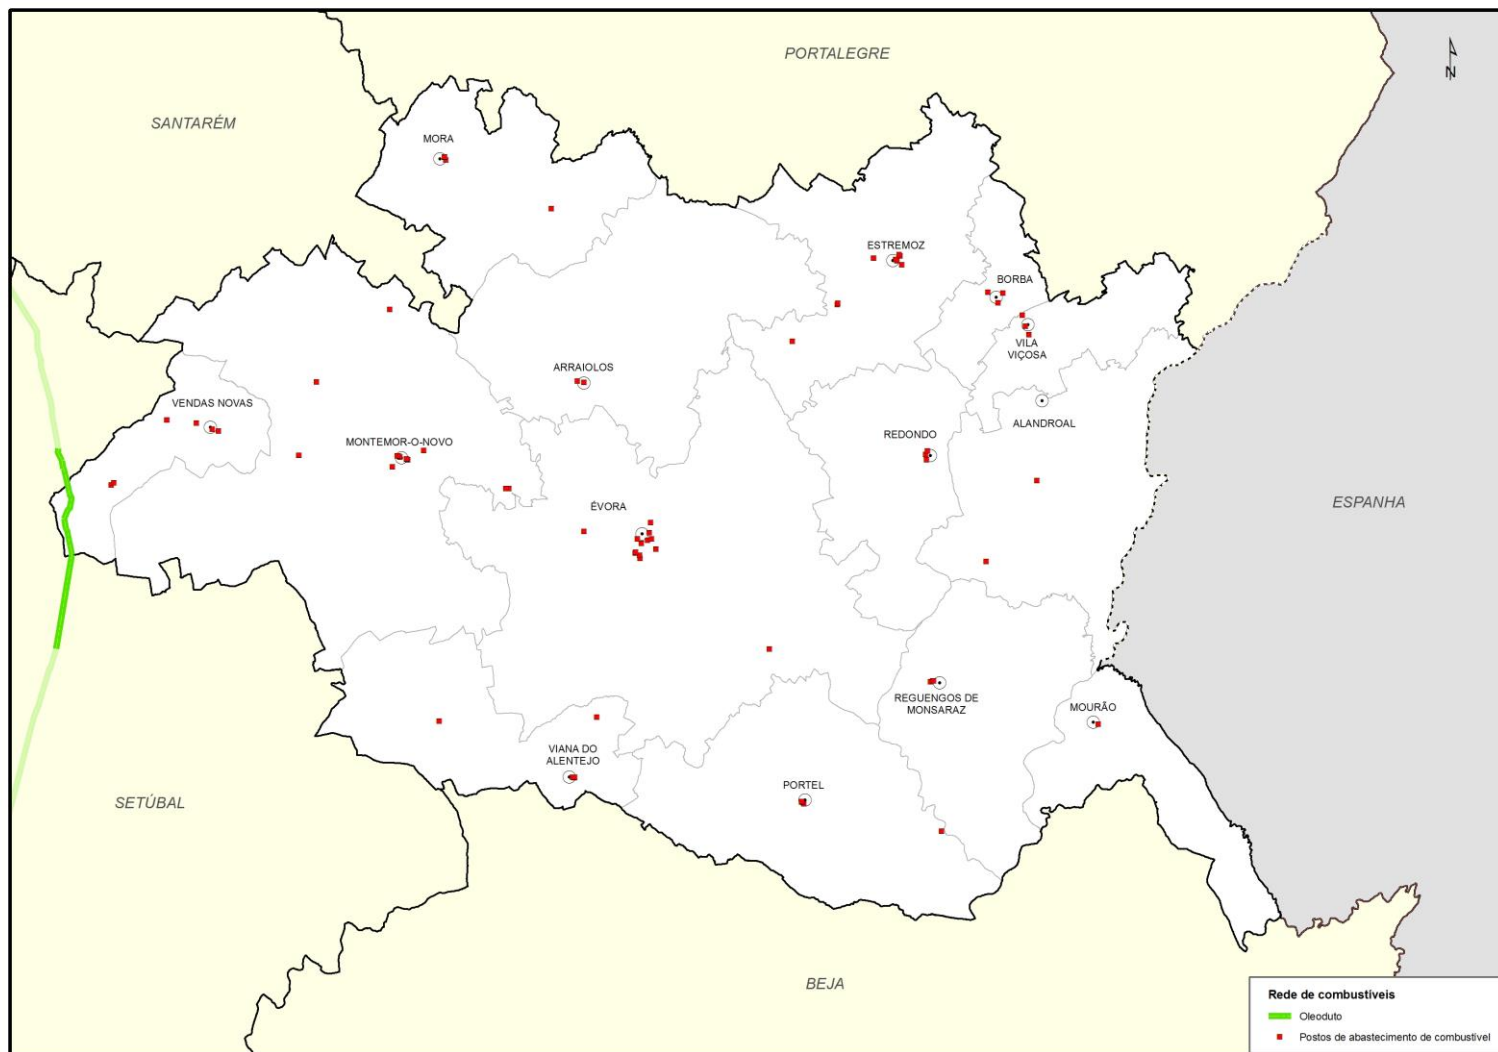 PORTALEGRE
SANTARÉM
N
MORA
ESTREMOZ
BORBA
VILA
VIÇOSA
ARRAIOLOS
VENDAS NOVAS
ALANDROAL
REDONDO
MONTEMOR-O-NOVO
ÉVORA
ESPANHA
REGUENGOS DE
MONSARAZ
MOURÃO
VIANA DO
ALENTEJO
PORTEL
SETÚBAL
BEJA
Rede de combustíveis
Oleoduto
Postos de abastecimento de combustível